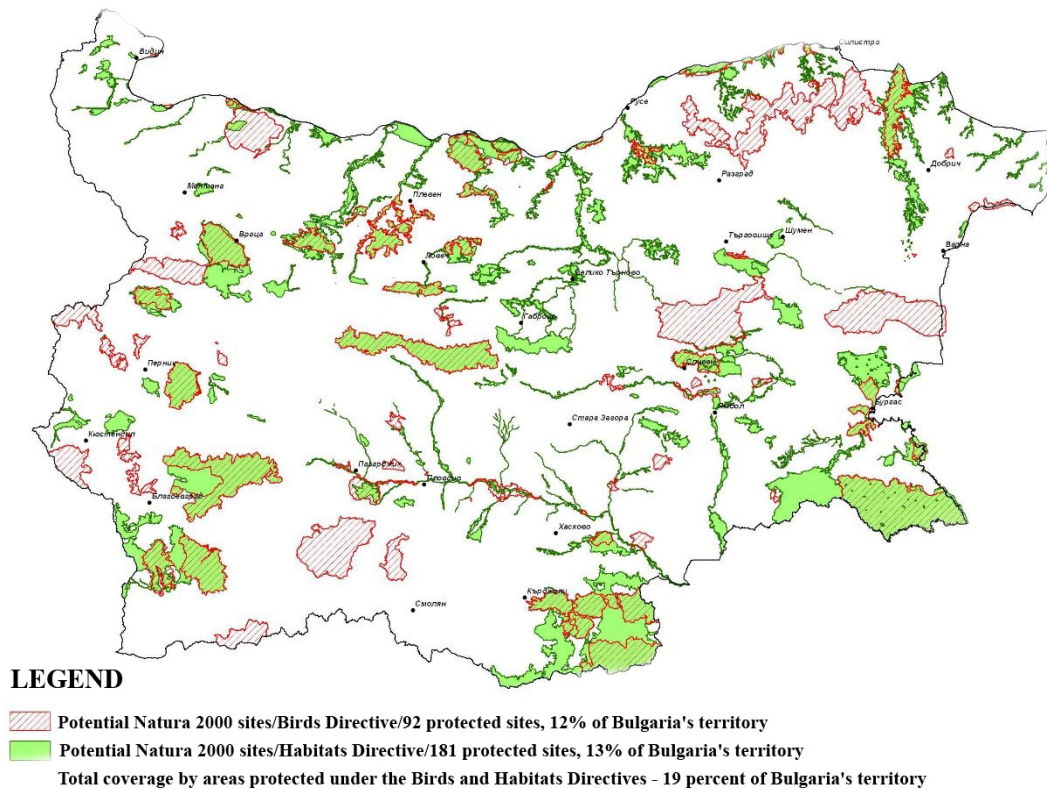 Силистра
Видин
Русе
Добрич
Разград
Монтана
Плевен
Шумен
Търговище
Враца
Варна
Ловеч
Велико Търново
Габрово
Перник
Сливен
Ямбол
Бургас
Стара Загора
Кюстендил
Пазарджик
Пловдив
Благоевград
Хасково
Кърджали
Смолян
LEGEND
Potential Natura 2000 sites/Birds Directive/92 protected sites, 12% of Bulgaria's territory
Potential Natura 2000 sites/Habitats Directive/181 protected sites, 13% of Bulgaria's territory
Total coverage by areas protected under the Birds and Habitats Directives - 19 percent of Bulgaria's territory